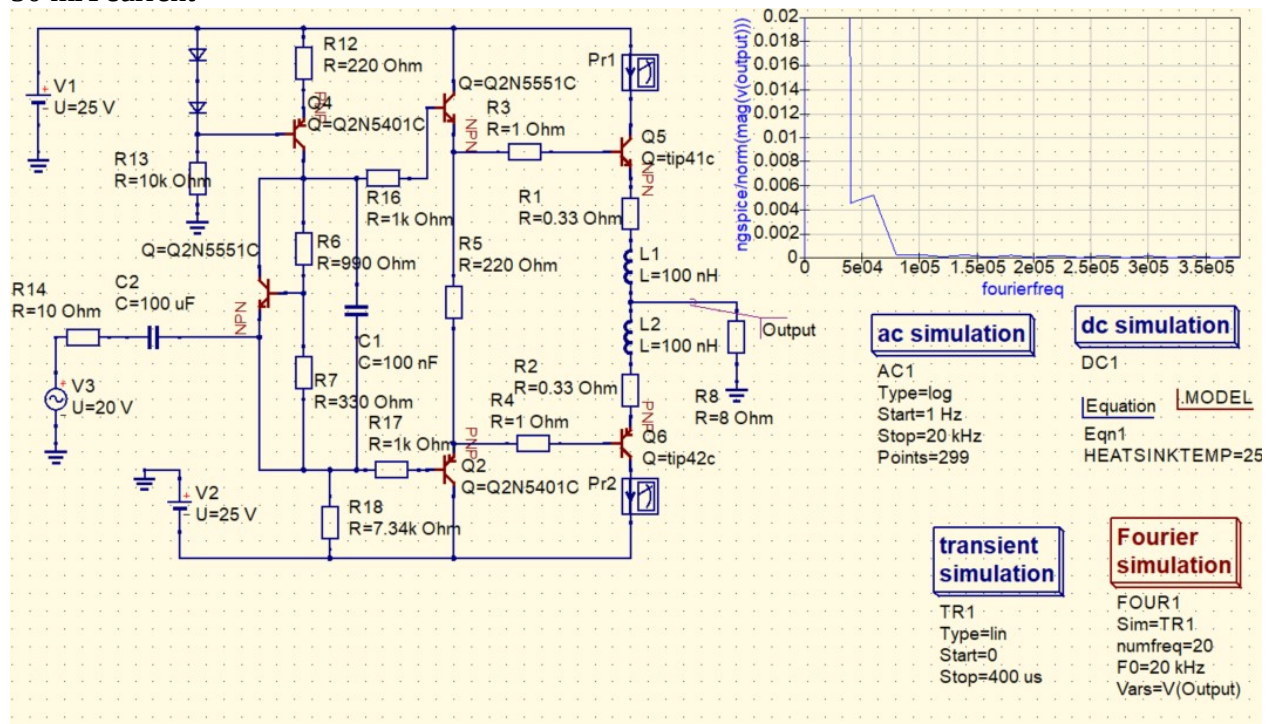 V1
U=25 V
R12
R=220 Ohm
Q4
Q=Q2N5401C
PNP
R13
R=10k Ohm
Q=Q2N5551C
NPN
R3
R=1 Ohm
Pr1
Q5
Q=tip41c
NPN
R16
R=1k Ohm
R1
R=0.33 Ohm
Q=Q2N5551C
NPN
R6
R=990 Ohm
R5
R=220 Ohm
L1
L=100 nH
R14
R=10 Ohm
C2
C=100 uF
C1
C=100 nF
L2
L=100 nH
Output
V3
U=20 V
R7
R=330 Ohm
R2
R=0.33 Ohm
R8
R=8 Ohm
R17
R=1k Ohm
R4
R=1 Ohm
PNP
PNP
Q2
Q=Q2N5401C
Q6
Q=tip42c
Pr2
V2
U=25 V
R18
R=7.34k Ohm
ngspice/norm(mag(v(output)))
0.02
0.018
0.016
0.014
0.012
0.01
0.008
0.006
0.004
0.002
0
0 5e04 1e05 1.5e05 2e05 2.5e05 3e05 3.5e05
fourierfreq
ac simulation
AC1
Type=log
Start=1 Hz
Stop=20 kHz
Points=299
dc simulation
DC1
Equation
Eqn1
HEATSINKTEMP=25
.MODEL
transient
simulation
TR1
Type=lin
Start=0
Stop=400 us
Fourier
simulation
FOUR1
Sim=TR1
numfreq=20
F0=20 kHz
Vars=V(Output)